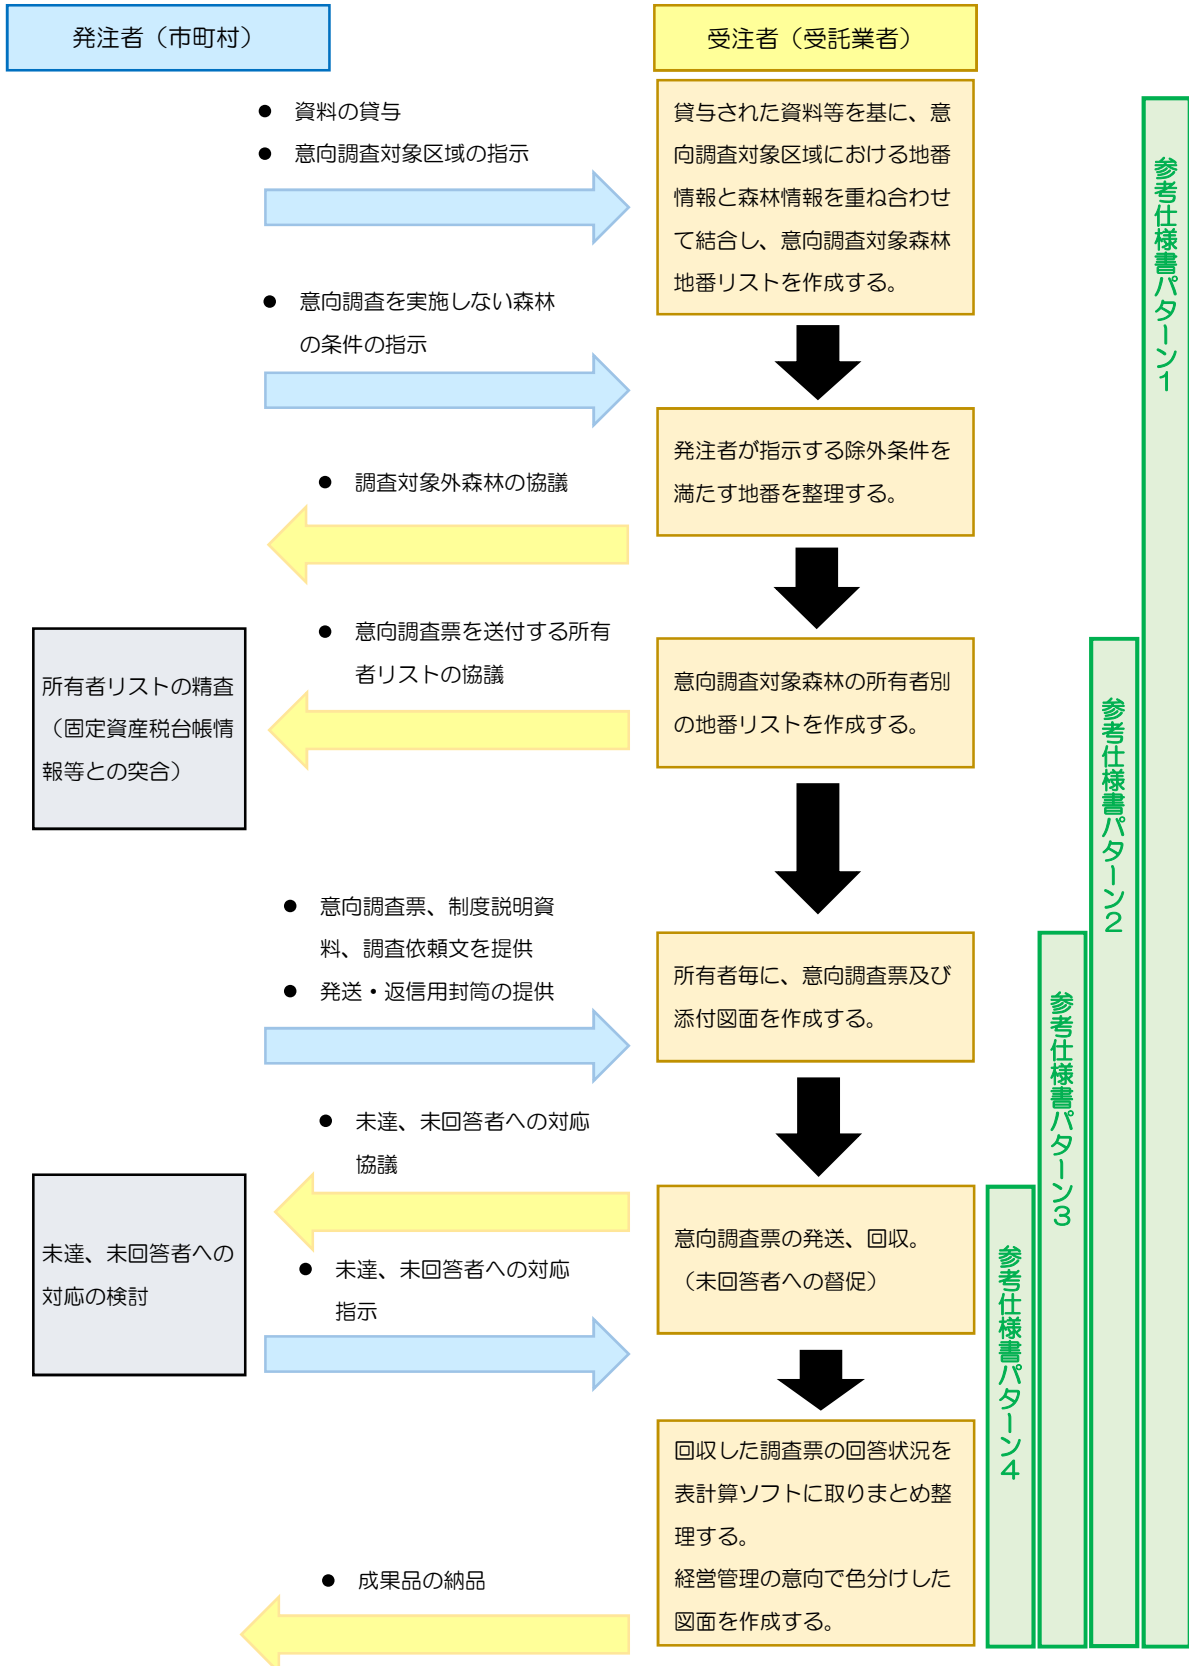 発注者（市町村）
受注者（受託業者）
● 資料の貸与
● 意向調査対象区域の指示
貸与された資料等を基に、意
向調査対象区域における地番
情報と森林情報を重ね合わせ
て結合し、意向調査対象森林
地番リストを作成する。
● 意向調査を実施しない森林
の条件の指示
発注者が指示する除外条件を
満たす地番を整理する。
● 調査対象外森林の協議
● 意向調査票を送付する所有
者リストの協議
所有者リストの精査
（固定資産税台帳情
報等との突合）
意向調査対象森林の所有者別
の地番リストを作成する。
● 意向調査票、制度説明資
料、調査依頼文を提供
● 発送・返信用封筒の提供
所有者毎に、意向調査票及び
添付図面を作成する。
● 未達、未回答者への対応
協議
未達、未回答者への
対応の検討
● 未達、未回答者への対応
指示
意向調査票の発送、回収。
（未回答者への督促）
回収した調査票の回答状況を
表計算ソフトに取りまとめ整
理する。
経営管理の意向で色分けした
図面を作成する。
● 成果品の納品
参考仕様書パターン１
参考仕様書パターン２
参考仕様書パターン３
参考仕様書パターン４